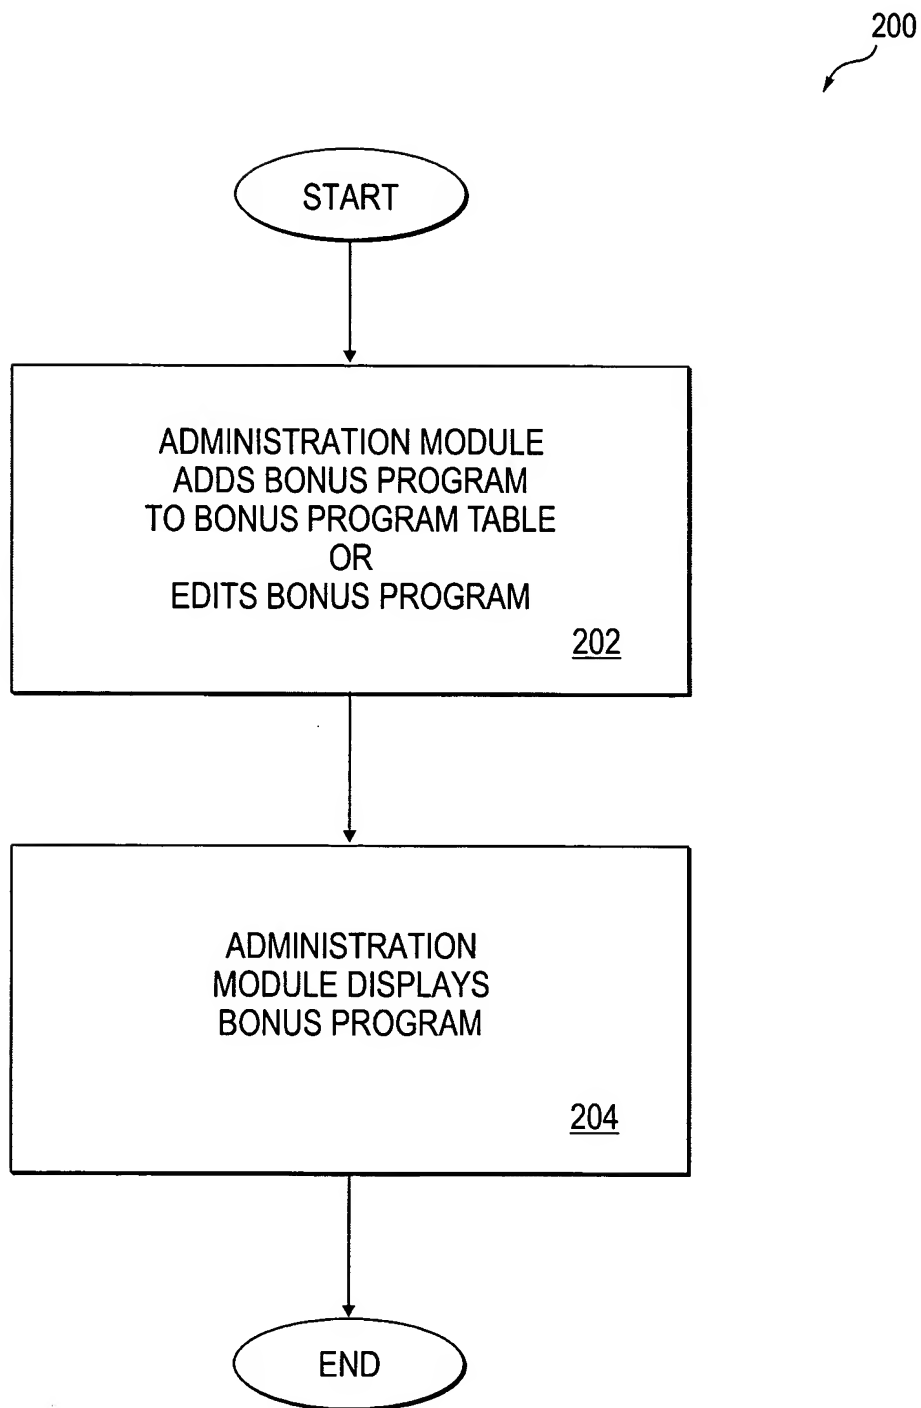 200
START
ADMINISTRATION MODULE
ADDS BONUS PROGRAM
TO BONUS PROGRAM TABLE
OR
EDITS BONUS PROGRAM
202
ADMINISTRATION
MODULE DISPLAYS
BONUS PROGRAM
204
END